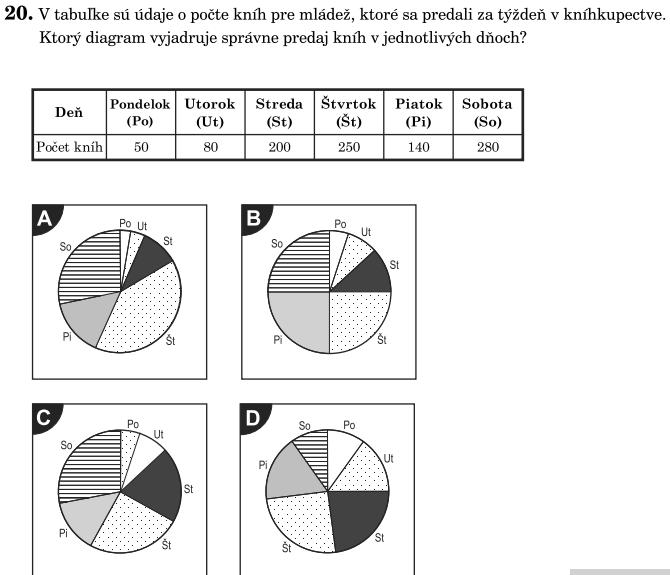 20. V tabuľke sú údaje o počte kníh pre mládež, ktoré sa predali za týždeň v kníhkupectve.
Ktorý diagram vyjadruje správne predaj kníh v jednotlivých dňoch?
Deň Pondelok (Po) Utorok (Ut) Streda (St) Štvrtok (Št) Piatok (Pi) Sobota (So)
Počet kníh 50 80 200 250 140 280
A
Po Ut St Št Pi So
B
Po Ut St Št Pi So
C
Po Ut St Št Pi So
D
Po Ut St Št Pi So